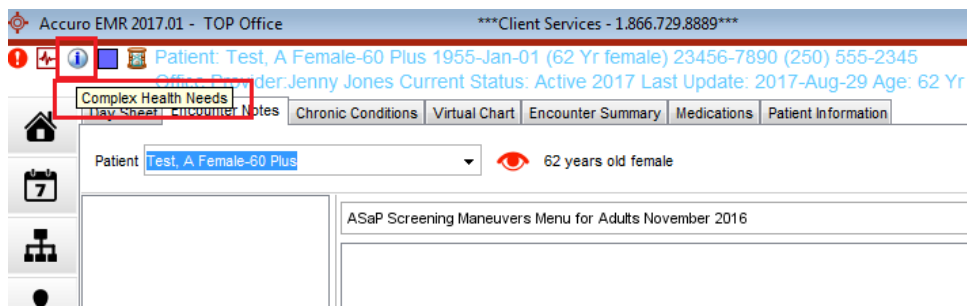 Accuro EMR 2017.01 - TOP Office ***Client Services - 1.866.729.8889***
Patient: Test, A Female-60 Plus 1955-Jan-01 (62 Yr female) 23456-7890 (250) 555-2345
Office Provider:Jenny Jones Current Status: Active 2017 Last Update: 2017-Aug-29 Age: 62 Yr
Complex Health Needs
Day Sheet Encounter Notes Chronic Conditions Virtual Chart Encounter Summary Medications Patient Information
Patient Test, A Female-60 Plus 62 years old female
7
ASaP Screening Maneuvers Menu for Adults November 2016